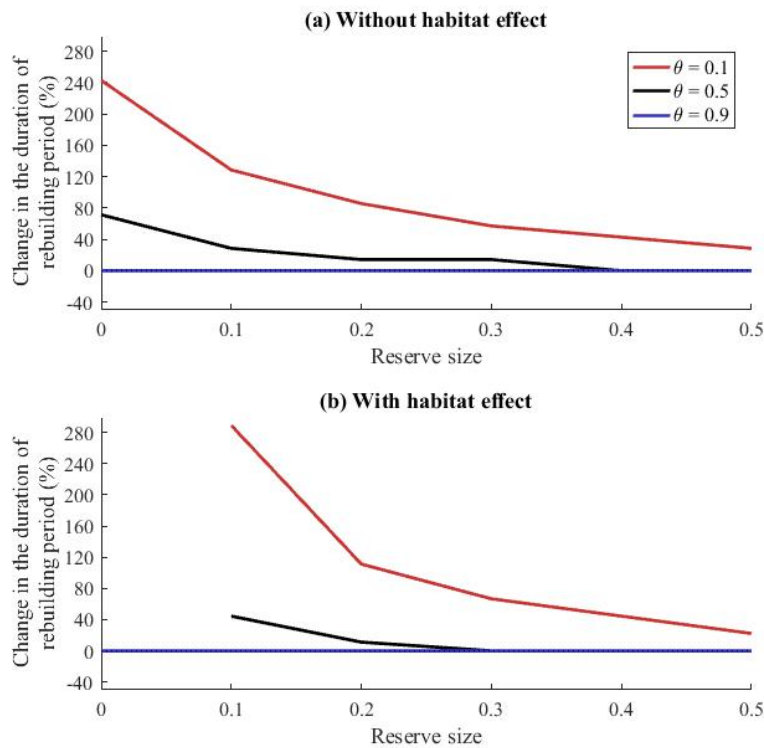 (a) Without habitat effect
Change in the duration of
rebuilding period (%)
280
240
200
160
120
80
40
0
-40
θ = 0.1
θ = 0.5
θ = 0.9
0 0.1 0.2 0.3 0.4 0.5
Reserve size
(b) With habitat effect
Change in the duration of
rebuilding period (%)
280
240
200
160
120
80
40
0
-40
0 0.1 0.2 0.3 0.4 0.5
Reserve size